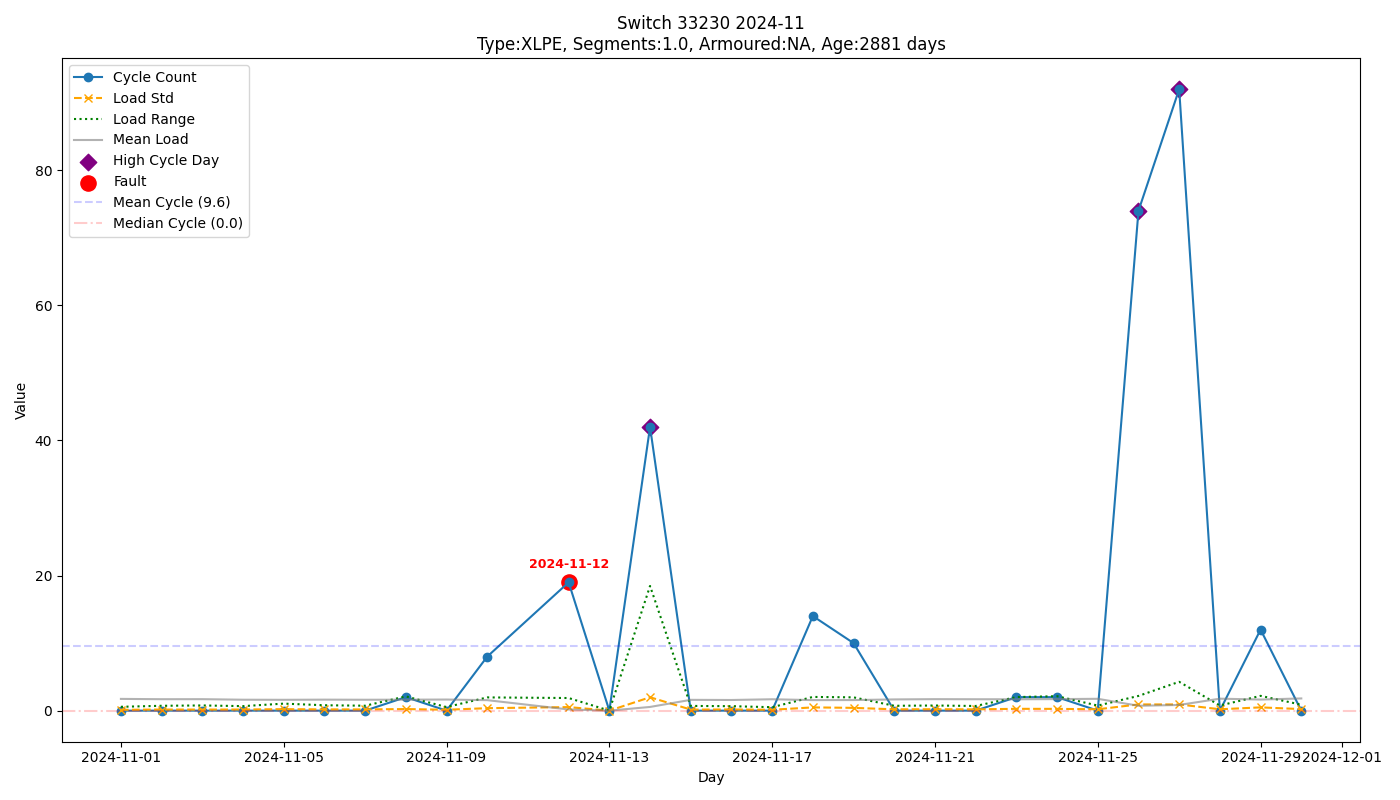 Switch 33230 2024-11
Type:XLPE, Segments:1.0, Armoured:NA, Age:2881 days
Cycle Count
Load Std
Load Range
Mean Load
High Cycle Day
Fault
Mean Cycle (9.6)
Median Cycle (0.0)
80
60
40
20
0
Value
2024-11-12
2024-11-01
2024-11-05
2024-11-09
2024-11-13
2024-11-17
2024-11-21
2024-11-25
2024-11-29
2024-12-01
Day